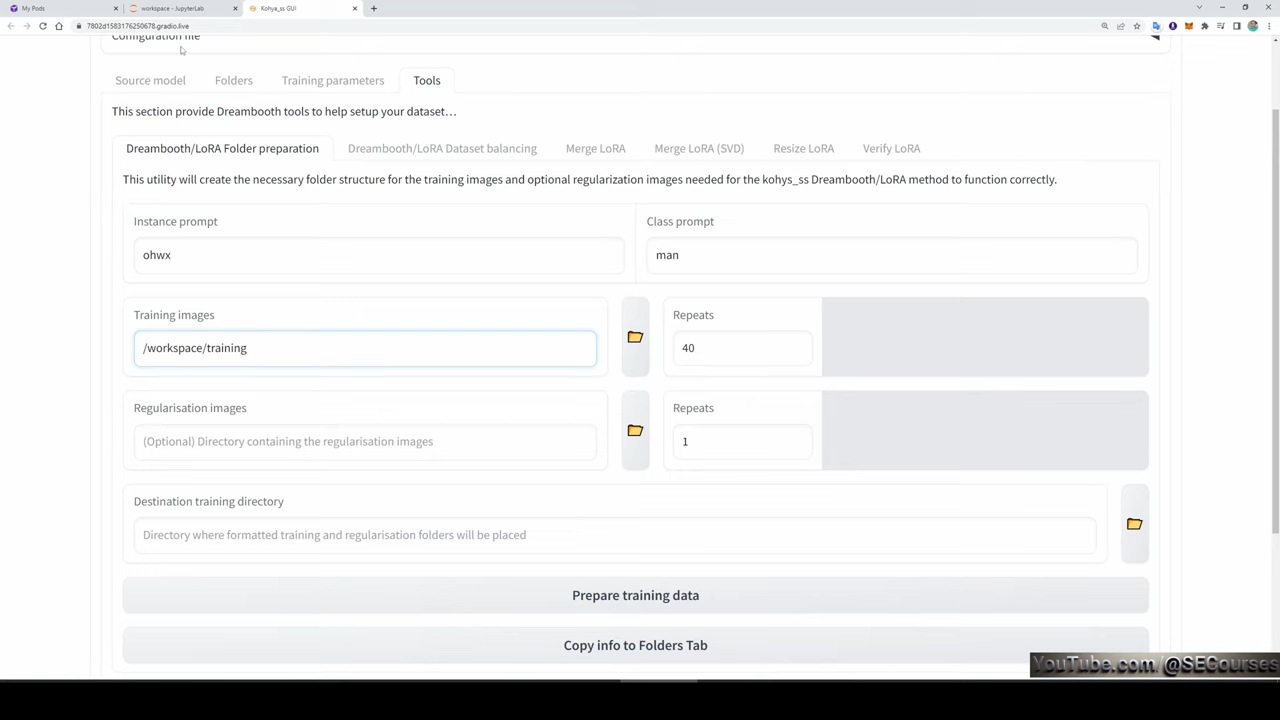 My Pods
workspace - JupyterLab
Kohya_ss GUI
7802d1583176250678.gradio.live
Configuration file
Source model Folders Training parameters Tools
This section provide Dreambooth tools to help setup your dataset…
Dreambooth/LoRA Folder preparation Dreambooth/LoRA Dataset balancing Merge LoRA Merge LoRA (SVD) Resize LoRA Verify LoRA
This utility will create the necessary folder structure for the training images and optional regularization images needed for the kohys_ss Dreambooth/LoRA method to function correctly.
Instance prompt Class prompt
ohwx man
Training images Repeats
/workspace/training 40
Regularisation images Repeats
(Optional) Directory containing the regularisation images 1
Destination training directory
Directory where formatted training and regularisation folders will be placed
Prepare training data
Copy info to Folders Tab
YouTube.com/@SECourses